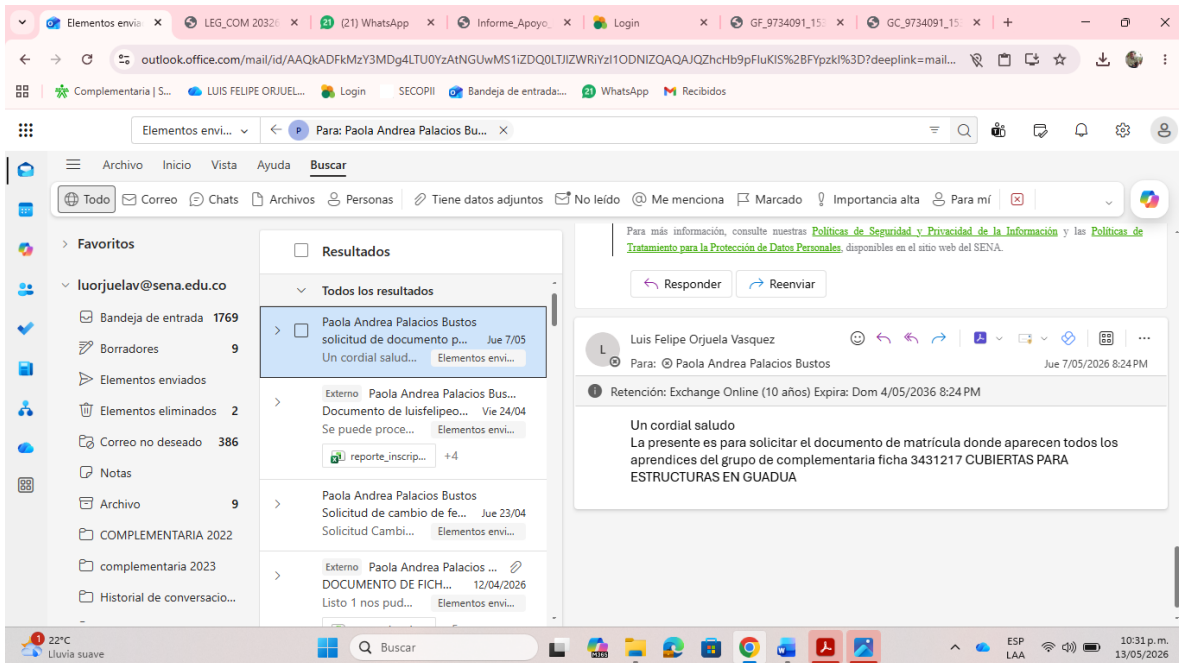 Elementos envia
LEG_COM 20326
(21) WhatsApp
Informe_Apoyo_
Login
GF_9734091_15
GC_9734091_15
outlook.office.com/mail/id/AAQkADFkMzY3MDg4LTU0YzAtNGUwMS1iZDQ0LTJlZWRiYzI1ODNlZQAQAJQZhcHb9pFluKIS%2BFYpzkI%3D?deeplink=mail...
Complementaria | S...
LUIS FELIPE ORJUEL...
Login
SECOPII
Bandeja de entrada:...
WhatsApp
Recibidos
Elementos envi...
P
Para: Paola Andrea Palacios Bu...
Archivo
Inicio
Vista
Ayuda
Buscar
Todo
Correo
Chats
Archivos
Personas
Tiene datos adjuntos
No leído
Me menciona
Marcado
Importancia alta
Para mí
Favoritos
luorjuelav@sena.edu.co
Bandeja de entrada 1769
Borradores 9
Elementos enviados
Elementos eliminados 2
Correo no deseado 386
Notas
Archivo 9
COMPLEMENTARIA 2022
complementaria 2023
Historial de conversacio...
Resultados
Todos los resultados
Paola Andrea Palacios Bustos
solicitud de documento p... Jue 7/05
Un cordial salud... Elementos envi...
Externo Paola Andrea Palacios Bus...
Documento de luisfelipeo... Vie 24/04
Se puede proce... Elementos envi...
reporte_inscrip... +4
Paola Andrea Palacios Bustos
Solicitud de cambio de fe... Jue 23/04
Solicitud Cambi... Elementos envi...
Externo Paola Andrea Palacios ...
DOCUMENTO DE FICH... 12/04/2026
Listo 1 nos pud... Elementos envi...
Para más información, consulte nuestras Políticas de Seguridad y Privacidad de la Información y las Políticas de
Tratamiento para la Protección de Datos Personales, disponibles en el sitio web del SENA.
Responder
Reenviar
L
Luis Felipe Orjuela Vasquez
Para: Paola Andrea Palacios Bustos
Jue 7/05/2026 8:24 PM
Retención: Exchange Online (10 años) Expira: Dom 4/05/2036 8:24 PM
Un cordial saludo
La presente es para solicitar el documento de matrícula donde aparecen todos los
aprendices del grupo de complementaria ficha 3431217 CUBIERTAS PARA
ESTRUCTURAS EN GUADUA
1
22°C
Lluvia suave
Buscar
M365
ESP
LAA
10:31 p.m.
13/05/2026